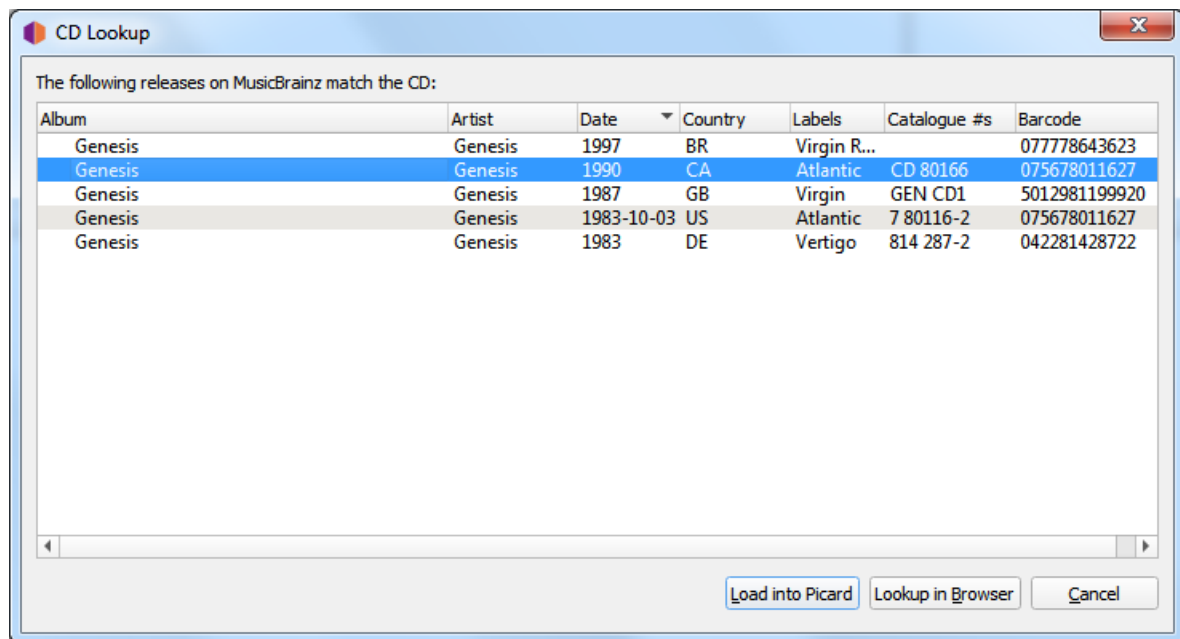 CD Lookup
The following releases on MusicBrainz match the CD:
Album Artist Date Country Labels Catalogue #s Barcode
Genesis Genesis 1997 BR Virgin R... 077778643623
Genesis Genesis 1990 CA Atlantic CD 80166 075678011627
Genesis Genesis 1987 GB Virgin GEN CD1 5012981199920
Genesis Genesis 1983-10-03 US Atlantic 7 80116-2 075678011627
Genesis Genesis 1983 DE Vertigo 814 287-2 042281428722
Load into Picard Lookup in Browser Cancel